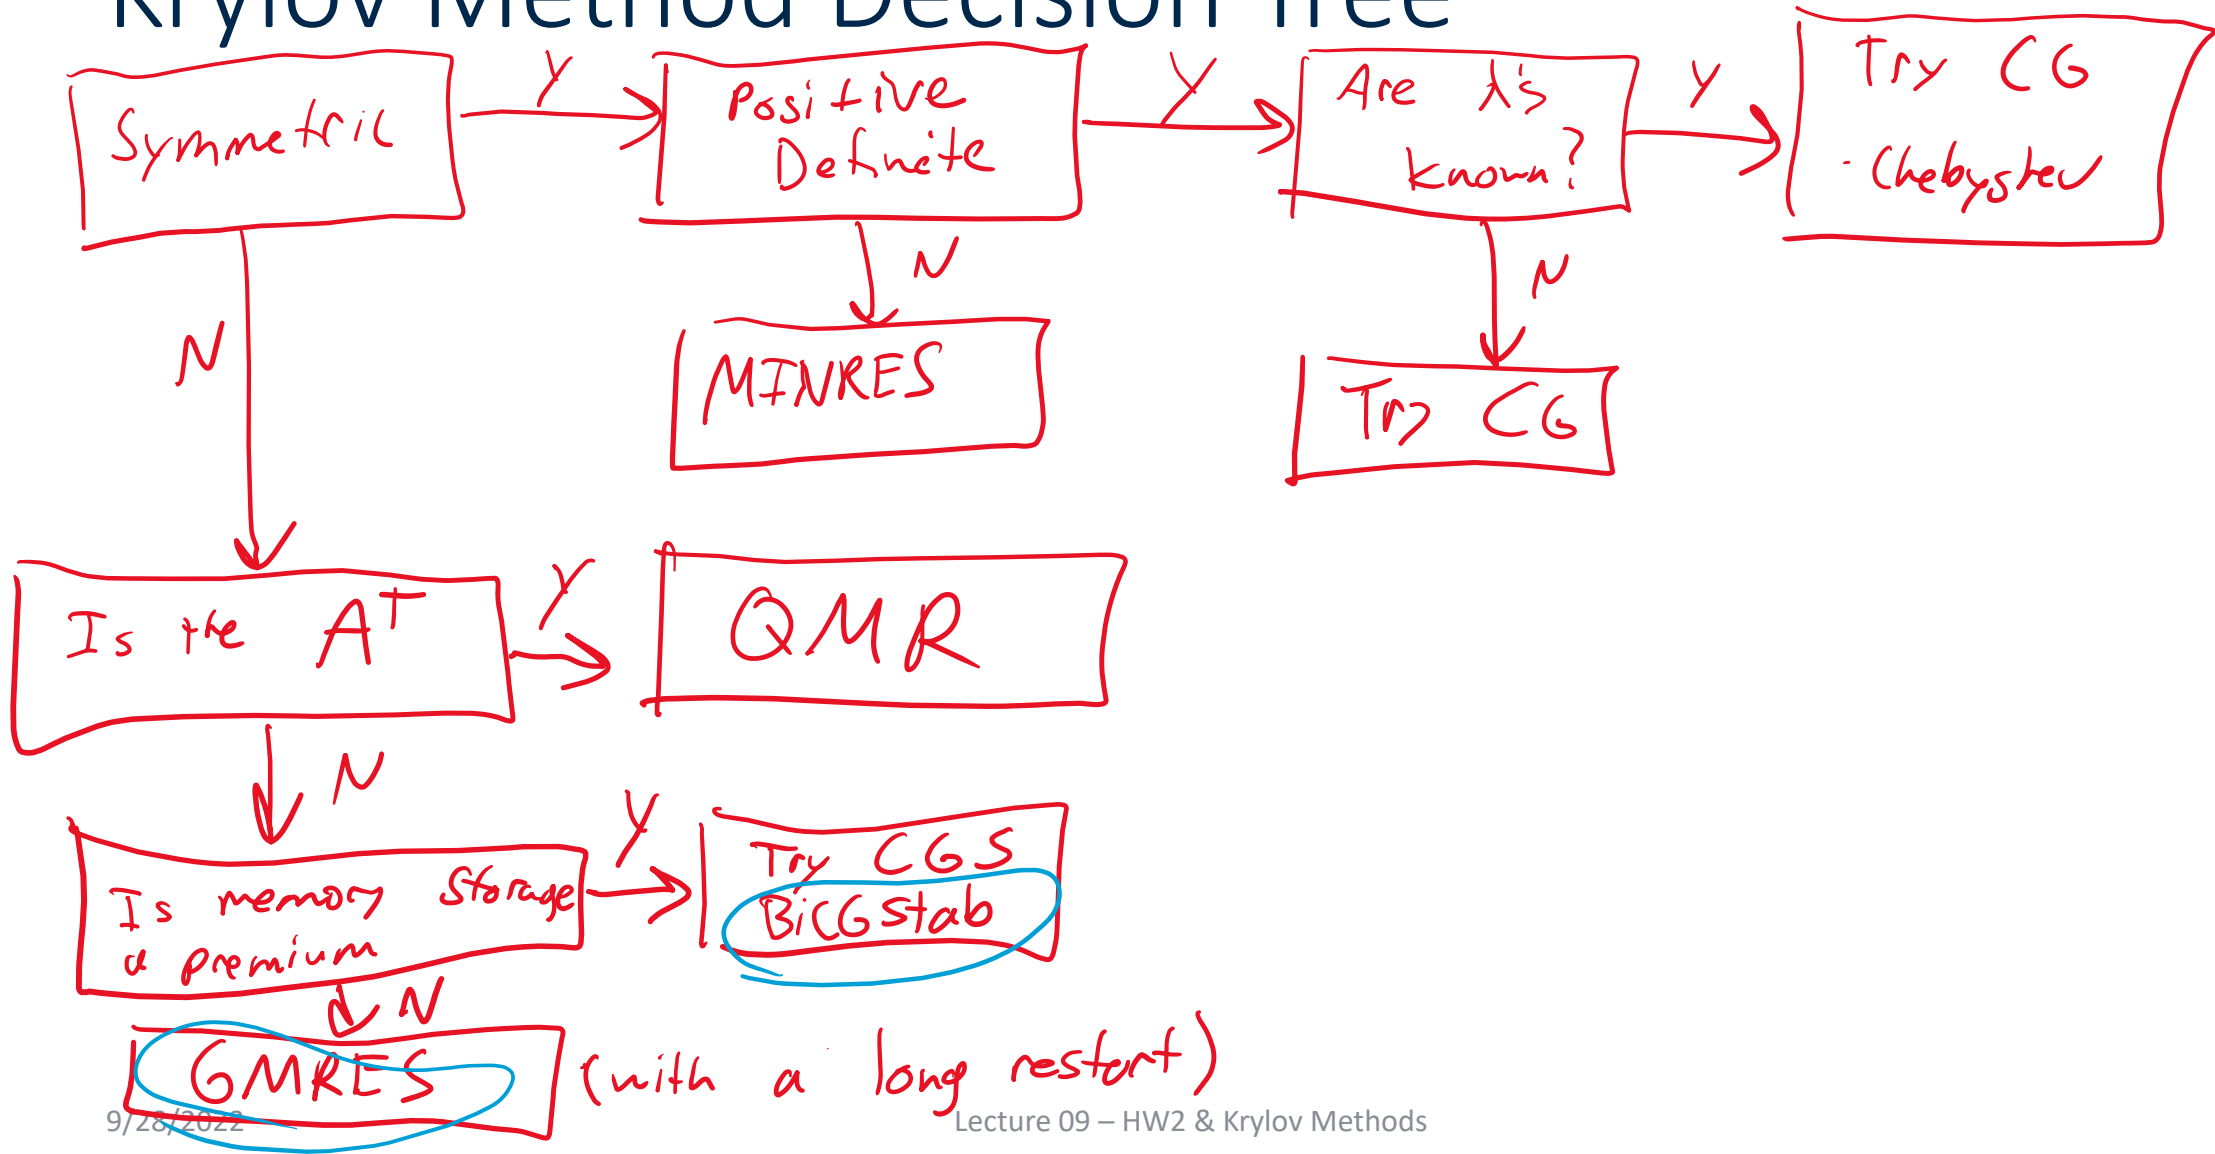 Krylov Method Decision Tree
Symmetric
Y
Positive
Definite
Y
Are λ's
known?
Y
Try CG
- Chebyshev
N
N
N
MINRES
Try CG
Is the Aᵀ
Y
QMR
N
Is memory storage
a premium
Y
Try CGS
BiCGstab
N
GMRES (with a long restart)
9/28/2022
Lecture 09 – HW2 & Krylov Methods